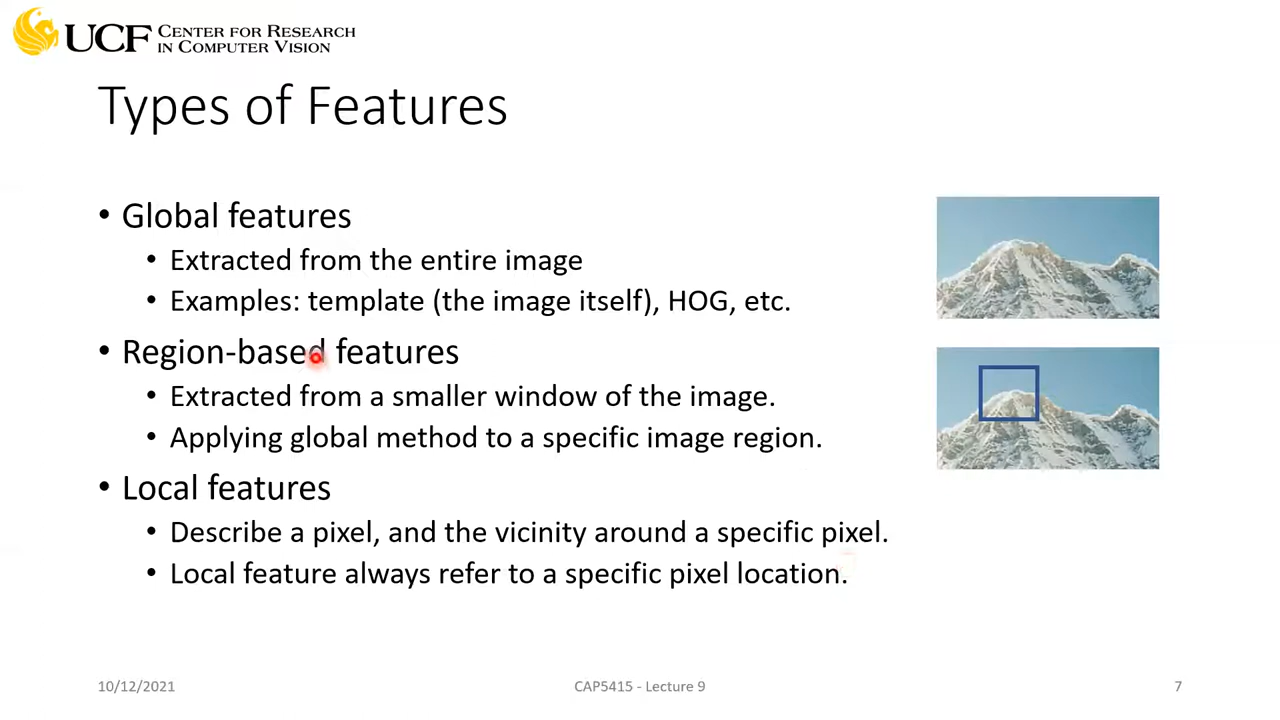 UCF CENTER FOR RESEARCH
IN COMPUTER VISION
Types of Features
• Global features
• Extracted from the entire image
• Examples: template (the image itself), HOG, etc.
• Region-based features
• Extracted from a smaller window of the image.
• Applying global method to a specific image region.
• Local features
• Describe a pixel, and the vicinity around a specific pixel.
• Local feature always refer to a specific pixel location.
10/12/2021
CAP5415 - Lecture 9
7